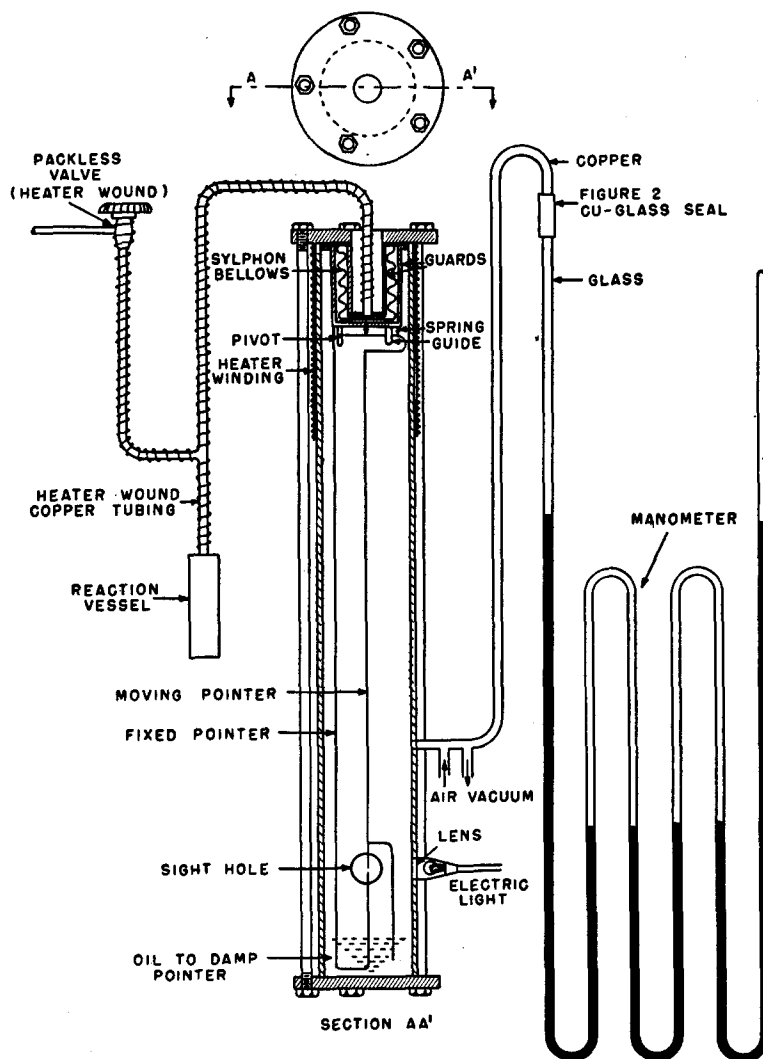 A
A'
PACKLESS
VALVE
(HEATER WOUND)
COPPER
FIGURE 2
CU-GLASS SEAL
SYLPHON
BELLOWS
GUARDS
GLASS
PIVOT
SPRING
GUIDE
HEATER
WINDING
HEATER WOUND
COPPER TUBING
MANOMETER
REACTION
VESSEL
MOVING POINTER
FIXED POINTER
AIR VACUUM
LENS
SIGHT HOLE
ELECTRIC
LIGHT
OIL TO DAMP
POINTER
SECTION AA'